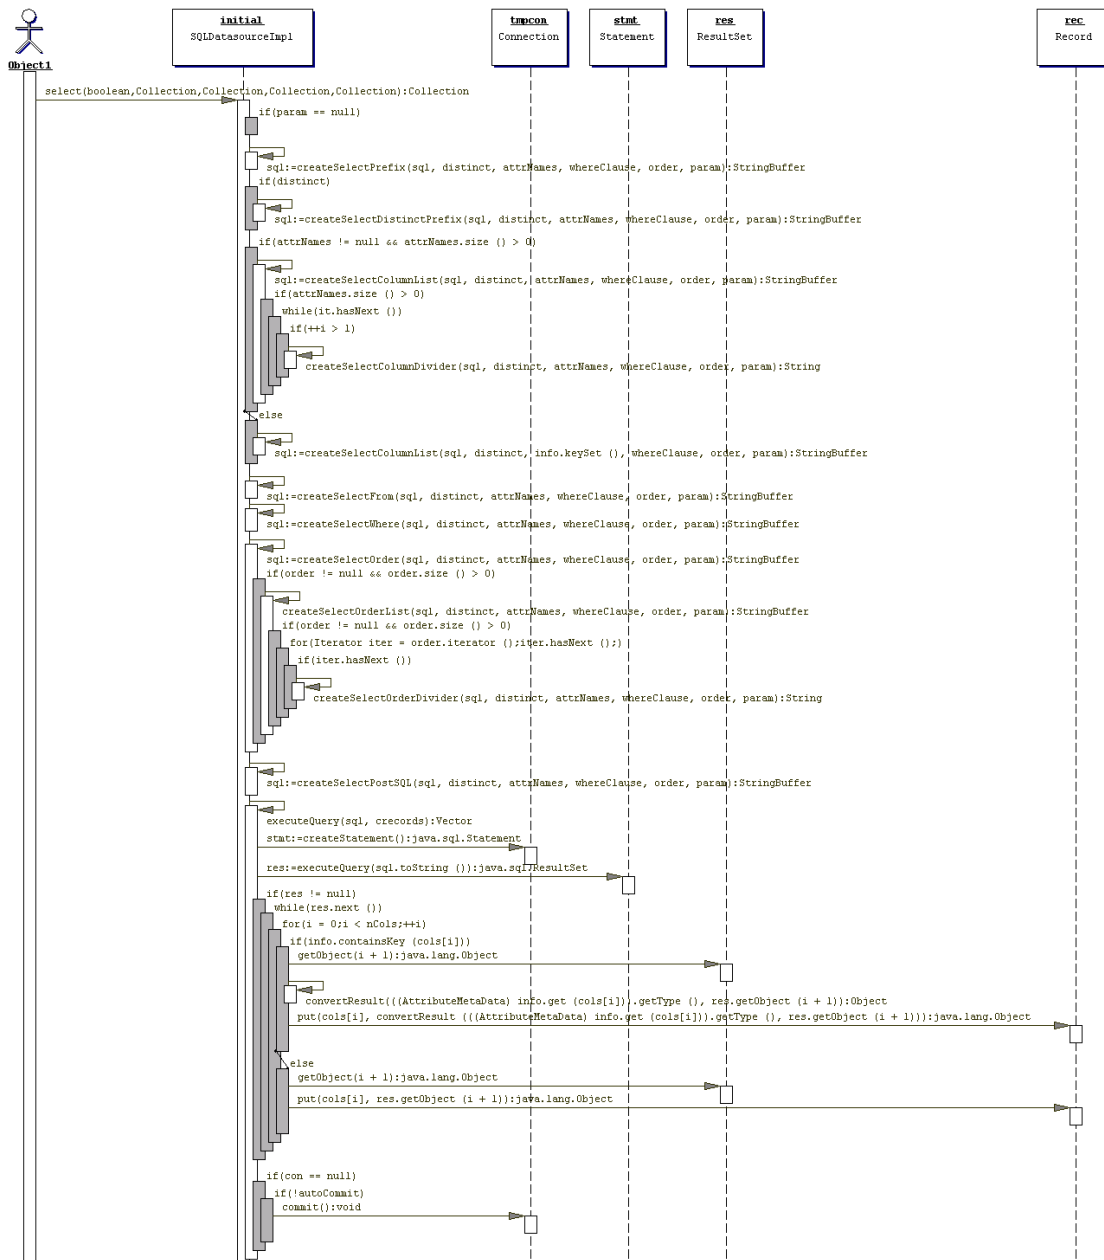 initial
SQLDatasourceImpl
tmpcon
Connection
stmt
Statement
res
ResultSet
rec
Record
Object1
select(boolean,Collection,Collection,Collection,Collection):Collection
if(param == null)
sql:=createSelectPrefix(sql, distinct, attrNames, whereClause, order, param):StringBuffer
if(distinct)
sql:=createSelectDistinctPrefix(sql, distinct, attrNames, whereClause, order, param):StringBuffer
if(attrNames != null && attrNames.size () > 0)
sql:=createSelectColumnList(sql, distinct, attrNames, whereClause, order, param):StringBuffer
if(attrNames.size () > 0)
while(it.hasNext ())
if(++i > 1)
createSelectColumnDivider(sql, distinct, attrNames, whereClause, order, param):String
else
sql:=createSelectColumnList(sql, distinct, info.keySet (), whereClause, order, param):StringBuffer
sql:=createSelectFrom(sql, distinct, attrNames, whereClause, order, param):StringBuffer
sql:=createSelectWhere(sql, distinct, attrNames, whereClause, order, param):StringBuffer
sql:=createSelectOrder(sql, distinct, attrNames, whereClause, order, param):StringBuffer
if(order != null && order.size () > 0)
createSelectOrderList(sql, distinct, attrNames, whereClause, order, param):StringBuffer
if(order != null && order.size () > 0)
for(Iterator iter = order.iterator ();iter.hasNext ();)
if(iter.hasNext ())
createSelectOrderDivider(sql, distinct, attrNames, whereClause, order, param):String
sql:=createSelectPostSQL(sql, distinct, attrNames, whereClause, order, param):StringBuffer
executeQuery(sql, crecords):Vector
stmt:=createStatement():java.sql.Statement
res:=executeQuery(sql.toString ()):java.sql.ResultSet
if(res != null)
while(res.next ())
for(i = 0;i < nCols;++i)
if(info.containsKey (cols[i]))
getObject(i + 1):java.lang.Object
convertResult(((AttributeMetaData) info.get (cols[i])).getType (), res.getObject (i + 1)):Object
put(cols[i], convertResult (((AttributeMetaData) info.get (cols[i])).getType (), res.getObject (i + 1))):java.lang.Object
else
getObject(i + 1):java.lang.Object
put(cols[i], res.getObject (i + 1)):java.lang.Object
if(con == null)
if(!autoCommit)
commit():void